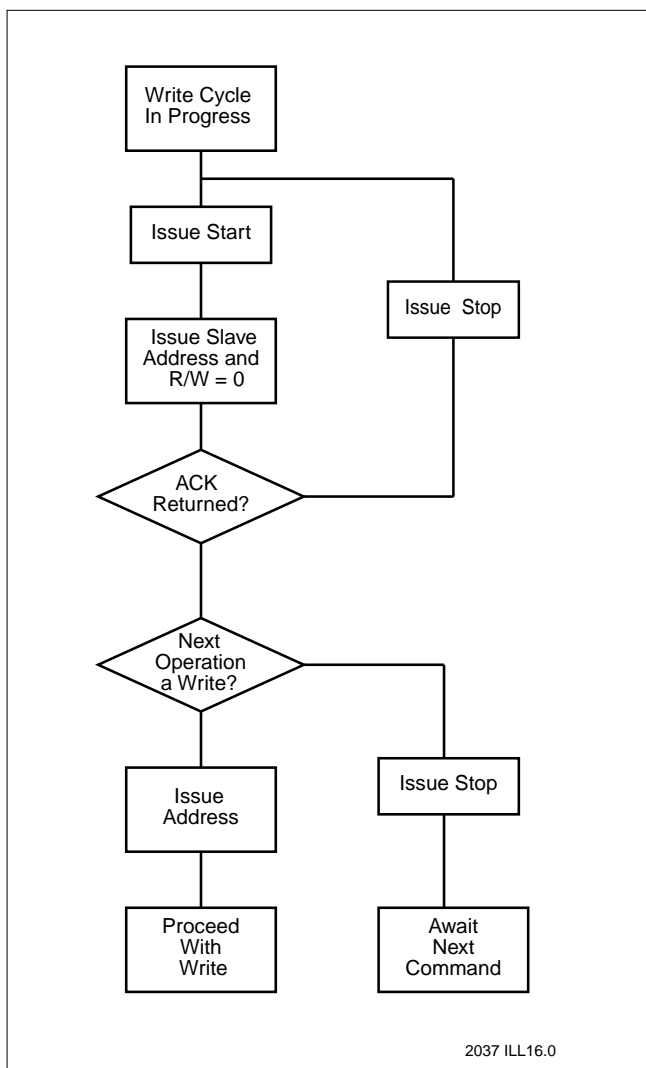 Write Cycle
In Progress
Issue Start
Issue Stop
Issue Slave
Address and
R/W = 0
ACK
Returned?
Next
Operation
a Write?
Issue
Address
Issue Stop
Proceed
With
Write
Await
Next
Command
2037 ILL16.0